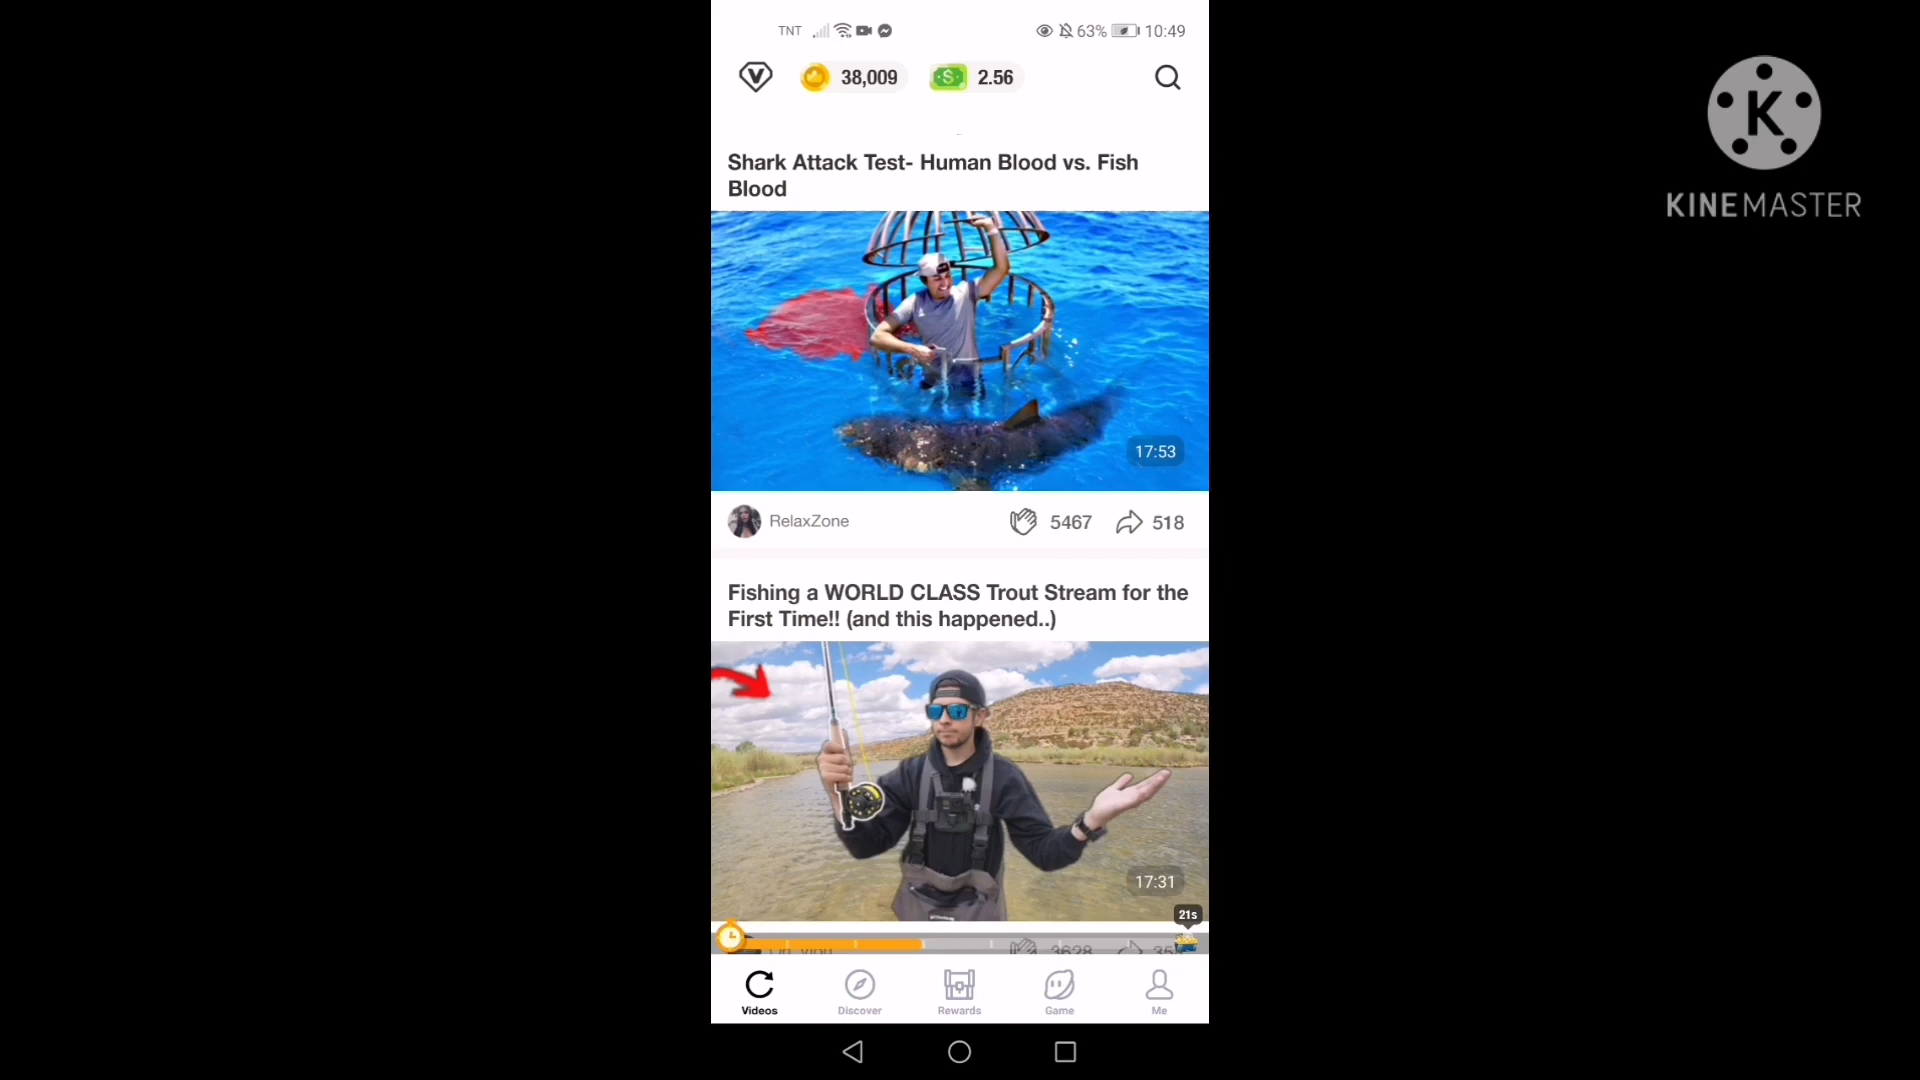 TNT 63% 10:49
V 38,009 $ 2.56
Shark Attack Test- Human Blood vs. Fish
Blood
17:53
RelaxZone 5467 518
Fishing a WORLD CLASS Trout Stream for the
First Time!! (and this happened..)
17:31
21s
3628
Videos Discover Rewards Game Me
K
KINEMASTER